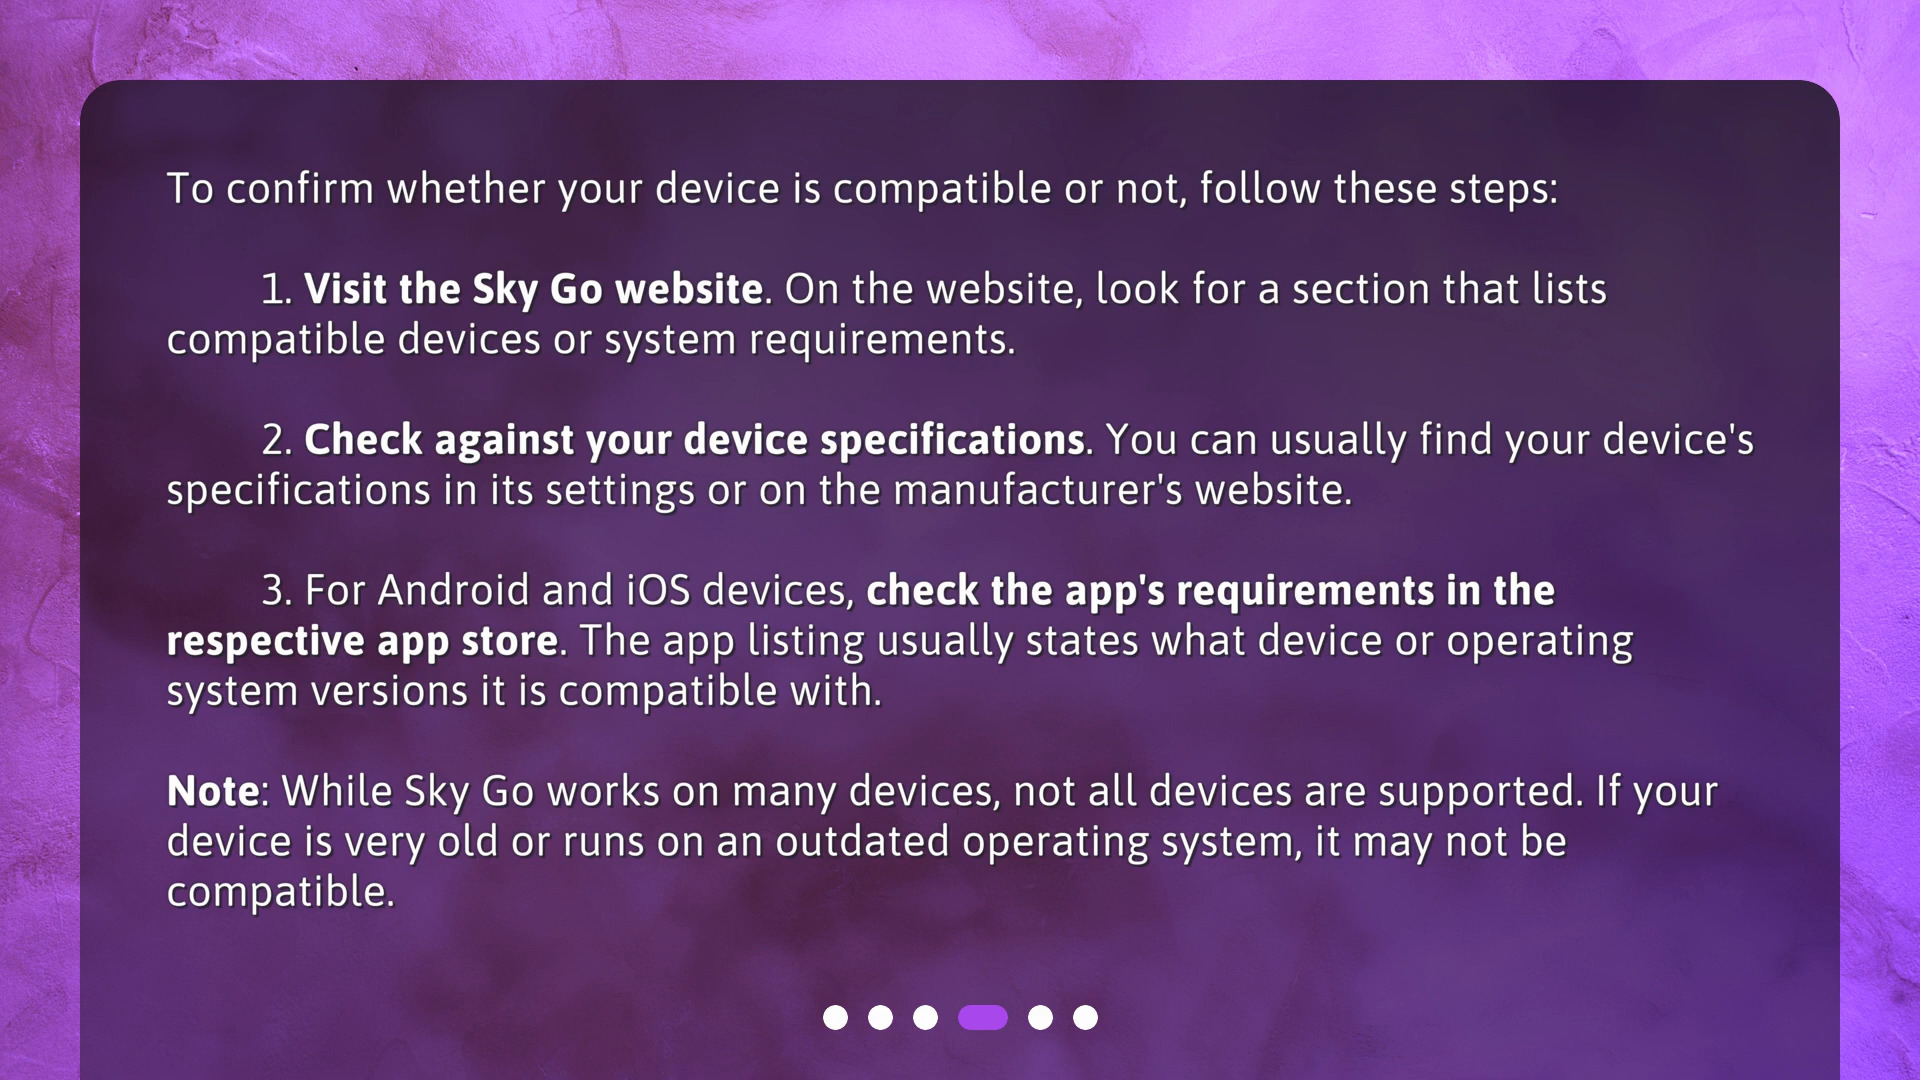 To confirm whether your device is compatible or not, follow these steps:
1. Visit the Sky Go website. On the website, look for a section that lists
compatible devices or system requirements.
2. Check against your device specifications. You can usually find your device's
specifications in its settings or on the manufacturer's website.
3. For Android and iOS devices, check the app's requirements in the
respective app store. The app listing usually states what device or operating
system versions it is compatible with.
Note: While Sky Go works on many devices, not all devices are supported. If your
device is very old or runs on an outdated operating system, it may not be
compatible.